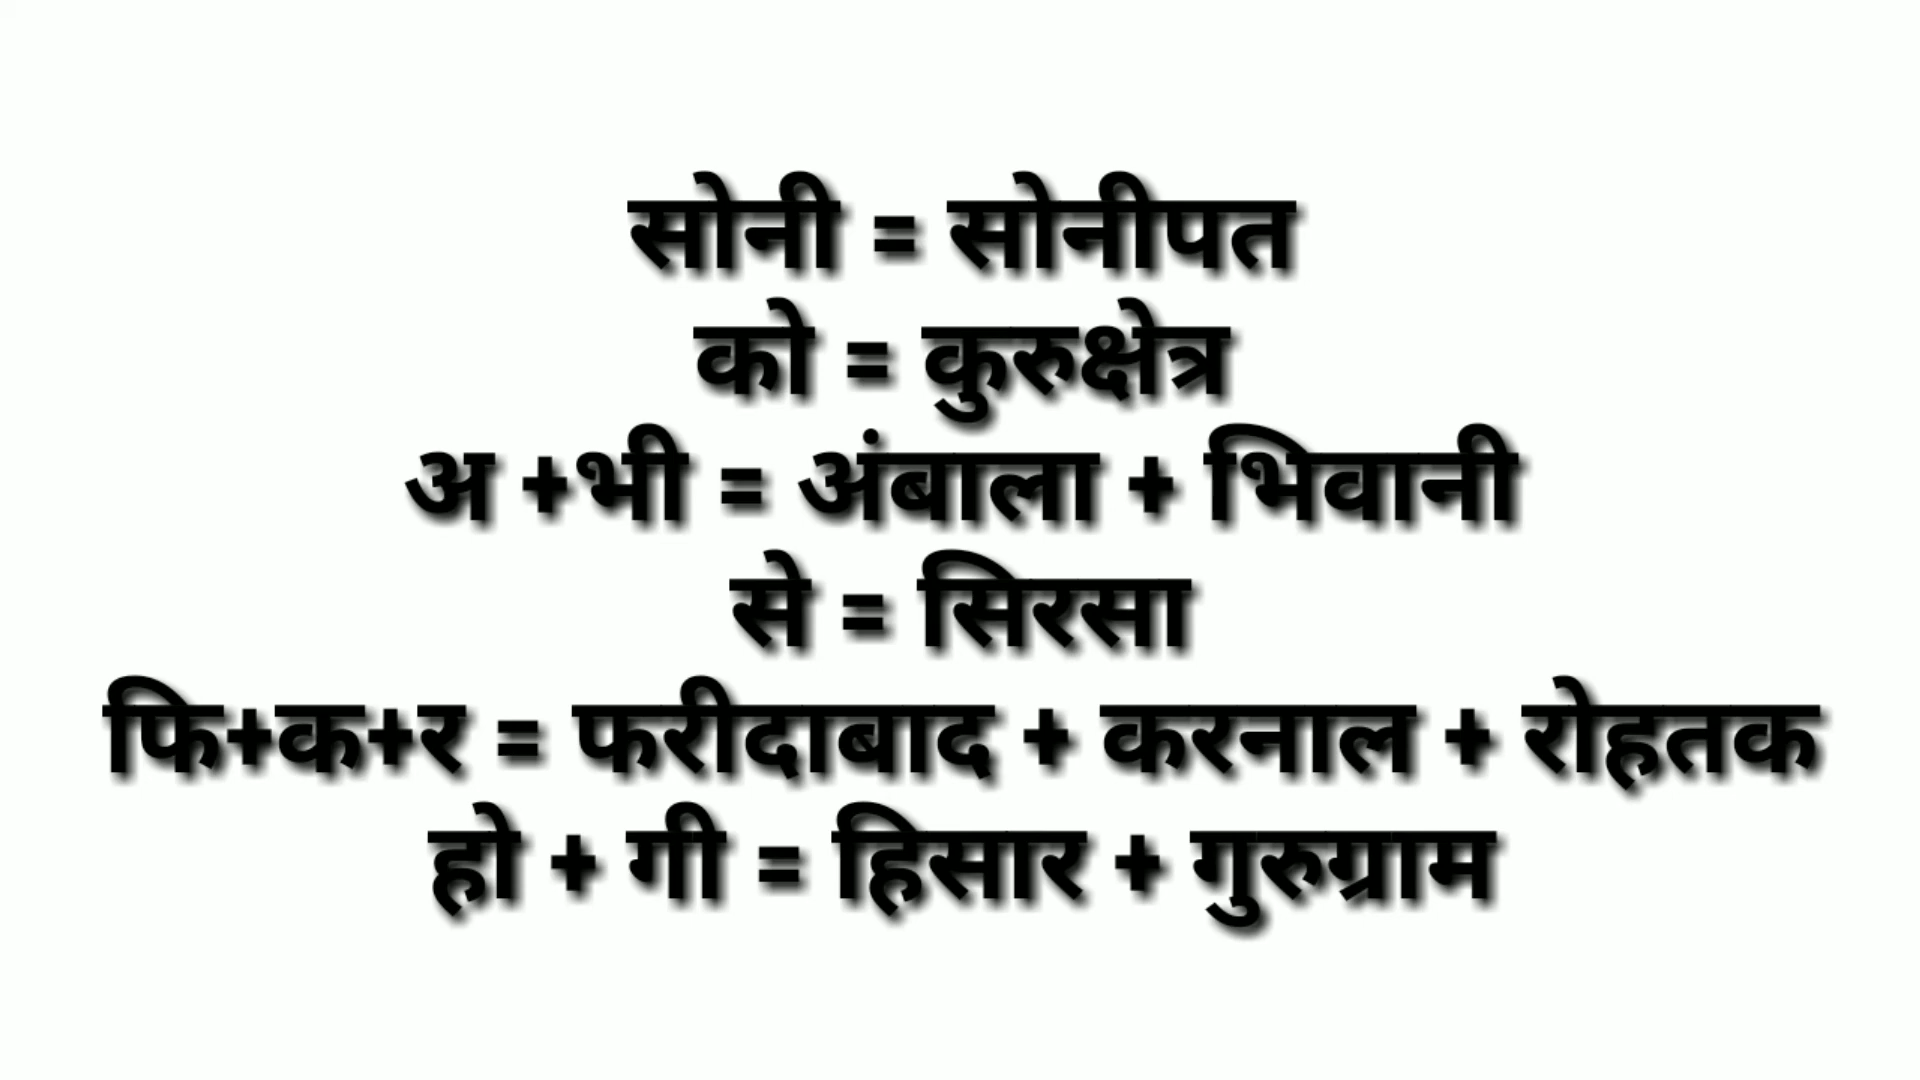 सोनी = सोनीपत
को = कुरुक्षेत्र
अ +भी = अंबाला + भिवानी
से = सिरसा
फि+क+र = फरीदाबाद + करनाल + रोहतक
हो + गी = हिसार + गुरुग्राम